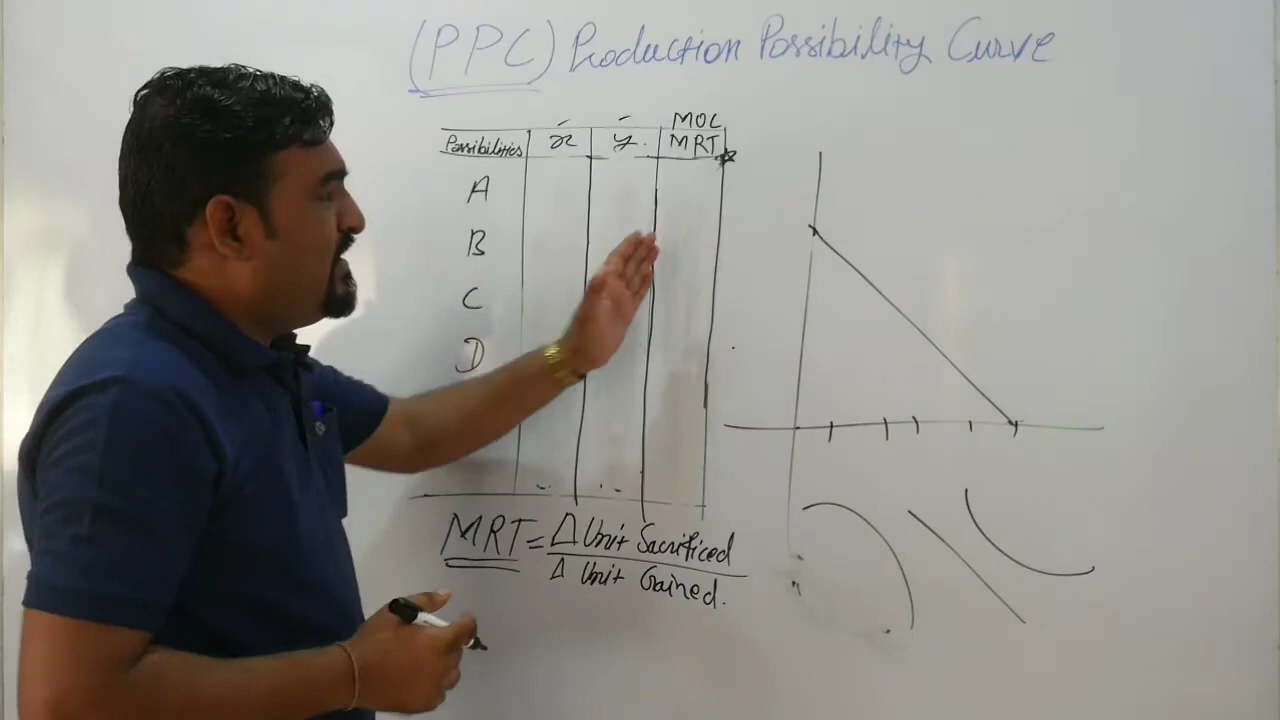 (PPC) Production Possibility Curve
MOC
Possibilities x y. MRT
A
B
C
D
MRT = Δ Unit Sacrificed
Δ Unit Gained.